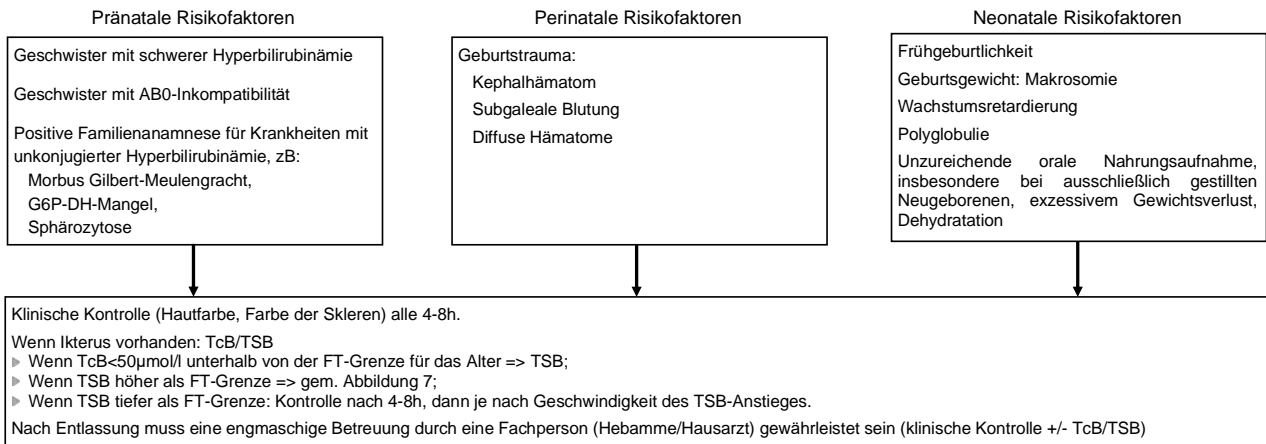 Pränatale Risikofaktoren
Geschwister mit schwerer Hyperbilirubinämie
Geschwister mit AB0-Inkompatibilität
Positive Familienanamnese für Krankheiten mit
unkonjugierter Hyperbilirubinämie, zB:
Morbus Gilbert-Meulengracht,
G6P-DH-Mangel,
Sphärozytose
Perinatale Risikofaktoren
Geburtstrauma:
Kephalhämatom
Subgaleale Blutung
Diffuse Hämatome
Neonatale Risikofaktoren
Frühgeburtlichkeit
Geburtsgewicht: Makrosomie
Wachstumsretardierung
Polyglobulie
Unzureichende orale Nahrungsaufnahme,
insbesondere bei ausschließlich gestillten
Neugeborenen, exzessivem Gewichtsverlust,
Dehydratation
Klinische Kontrolle (Hautfarbe, Farbe der Skleren) alle 4-8h.
Wenn Ikterus vorhanden: TcB/TSB
Wenn TcB<50µmol/l unterhalb von der FT-Grenze für das Alter => TSB;
Wenn TSB höher als FT-Grenze => gem. Abbildung 7;
Wenn TSB tiefer als FT-Grenze: Kontrolle nach 4-8h, dann je nach Geschwindigkeit des TSB-Anstieges.
Nach Entlassung muss eine engmaschige Betreuung durch eine Fachperson (Hebamme/Hausarzt) gewährleistet sein (klinische Kontrolle +/- TcB/TSB)